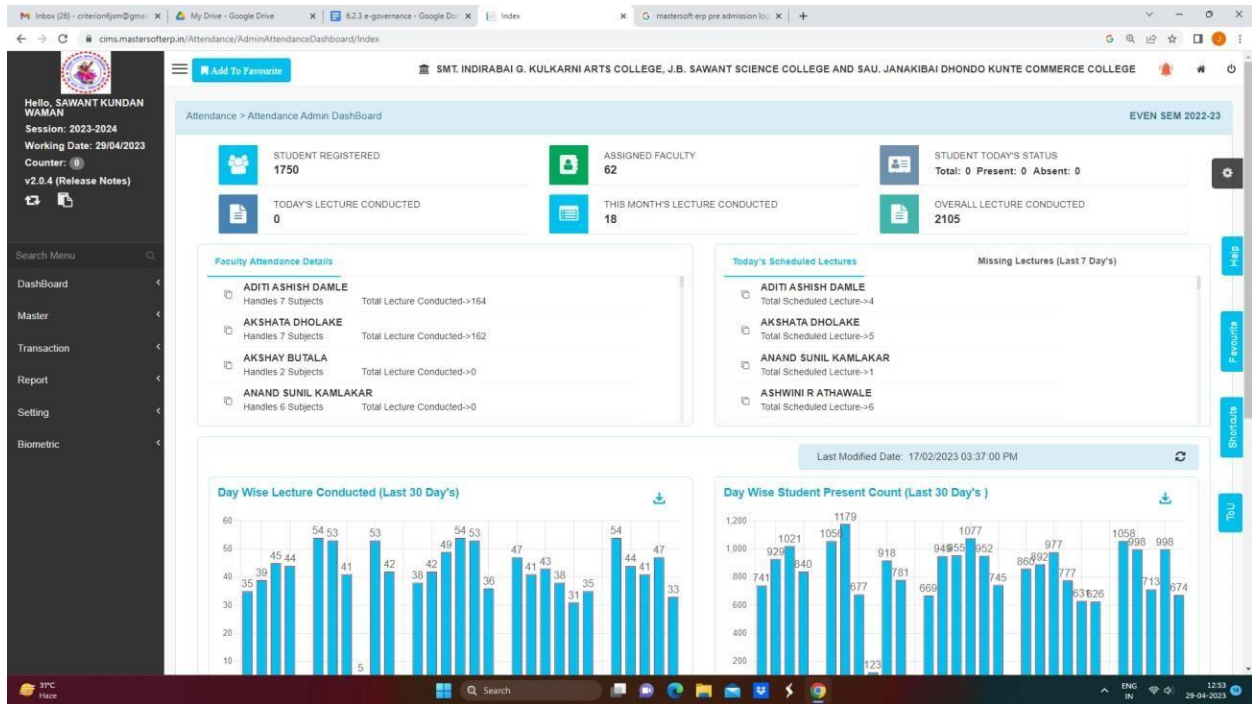 Inbox (26) - criterion6jsm@gmai
My Drive - Google Drive
6.2.3 e-governance - Google Do
Index
mastersoft erp pre admission log
cims.mastersofterp.in/Attendance/AdminAttendanceDashboard/Index
Hello, SAWANT KUNDAN
WAMAN
Session: 2023-2024
Working Date: 29/04/2023
Counter: 0
v2.0.4 (Release Notes)
Search Menu
DashBoard
Master
Transaction
Report
Setting
Biometric
Add To Favourite
SMT. INDIRABAI G. KULKARNI ARTS COLLEGE, J.B. SAWANT SCIENCE COLLEGE AND SAU. JANAKIBAI DHONDO KUNTE COMMERCE COLLEGE
Attendance > Attendance Admin DashBoard
EVEN SEM 2022-23
STUDENT REGISTERED
1750
ASSIGNED FACULTY
62
STUDENT TODAY'S STATUS
Total: 0 Present: 0 Absent: 0
TODAY'S LECTURE CONDUCTED
0
THIS MONTH'S LECTURE CONDUCTED
18
OVERALL LECTURE CONDUCTED
2105
Faculty Attendance Details
ADITI ASHISH DAMLE
Handles 7 Subjects Total Lecture Conducted->164
AKSHATA DHOLAKE
Handles 7 Subjects Total Lecture Conducted->162
AKSHAY BUTALA
Handles 2 Subjects Total Lecture Conducted->0
ANAND SUNIL KAMLAKAR
Handles 6 Subjects Total Lecture Conducted->0
Today's Scheduled Lectures Missing Lectures (Last 7 Day's)
ADITI ASHISH DAMLE
Total Scheduled Lecture->4
AKSHATA DHOLAKE
Total Scheduled Lecture->5
ANAND SUNIL KAMLAKAR
Total Scheduled Lecture->1
ASHWINI R ATHAWALE
Total Scheduled Lecture->6
Help
Favourite
Shortcuts
ToU
Last Modified Date: 17/02/2023 03:37:00 PM
Day Wise Lecture Conducted (Last 30 Day's)
60
50
40
30
20
10
35 39 45 44 54 53 41 53 5 42 38 42 49 54 53 36 47 41 43 38 31 35 54 44 41 47 33
Day Wise Student Present Count (Last 30 Day's )
1,200
1,000
800
600
400
200
741 929 1021 840 1056 1179 677 123 918 781 669 949 955 1077 952 745 860 892 977 777 631 626 1058 998 713 998 674
31°C
Haze
Search
ENG
IN
12:53
29-04-2023